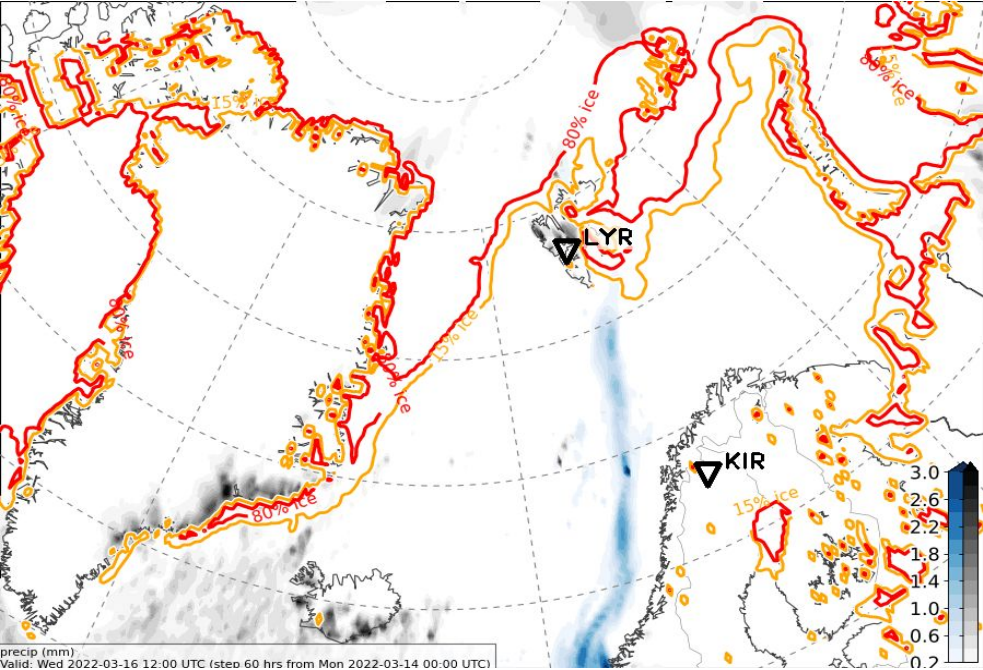 80% ice
15% ice
80% ice
15% ice
80% ice
15% ice
LYR
80% ice
15% ice
80% ice
KIR
15% ice
80% ice
3.0
2.6
2.2
1.8
1.4
1.0
0.6
0.2
precip (mm)
Valid: Wed 2022-03-16 12:00 UTC (step 60 hrs from Mon 2022-03-14 00:00 UTC)